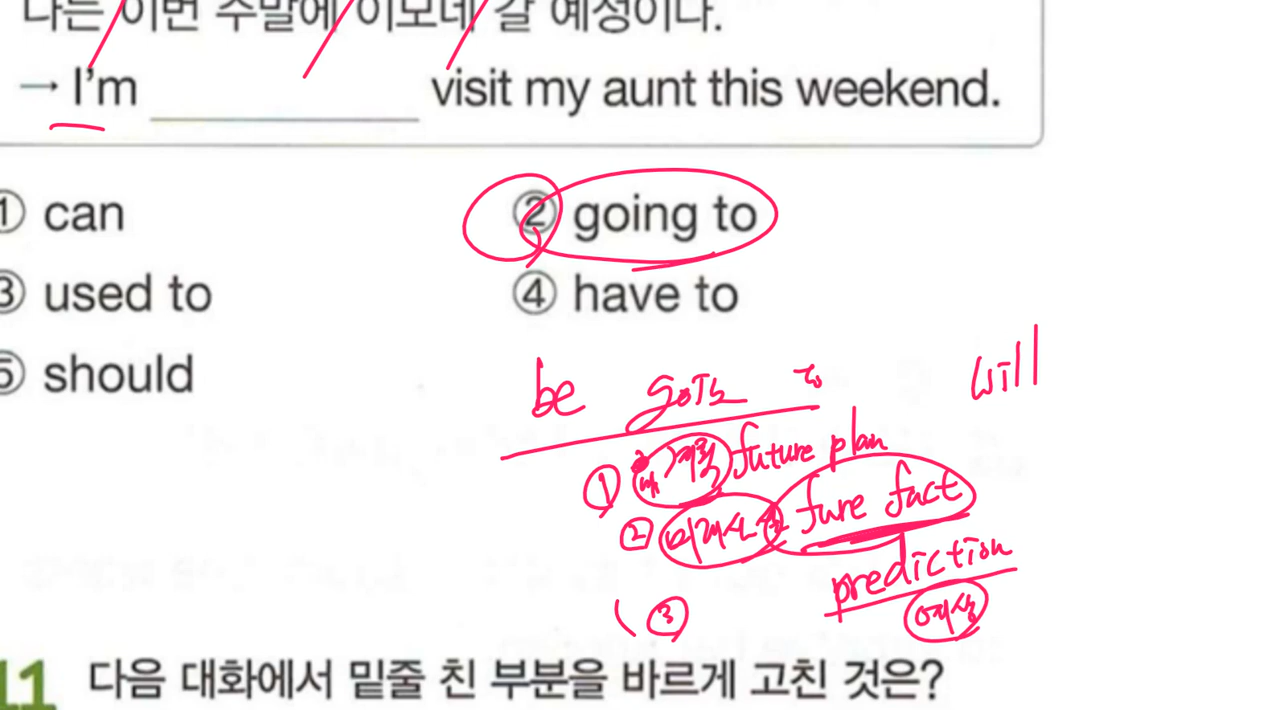 나는 이번 주말에 이모네 갈 예정이다.
→ I'm ________ visit my aunt this weekend.
① can
② going to
③ used to
④ have to
⑤ should
be going to will
① 계획 future plan
② 미래사실 fure fact
prediction
③ 예상
11 다음 대화에서 밑줄 친 부분을 바르게 고친 것은?